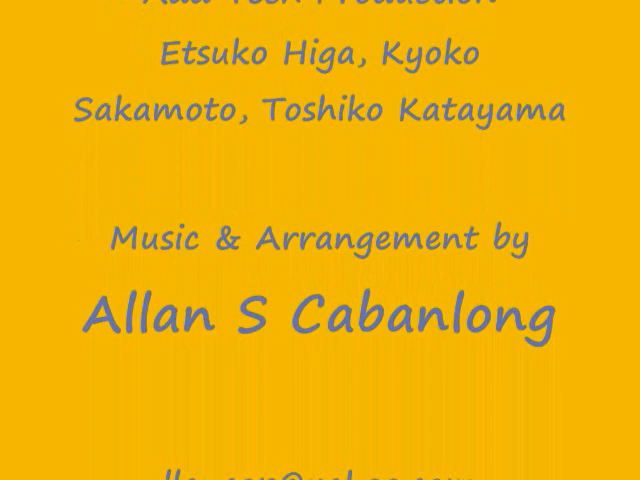 Etsuko Higa, Kyoko
Sakamoto, Toshiko Katayama
Music & Arrangement by
Allan S Cabanlong